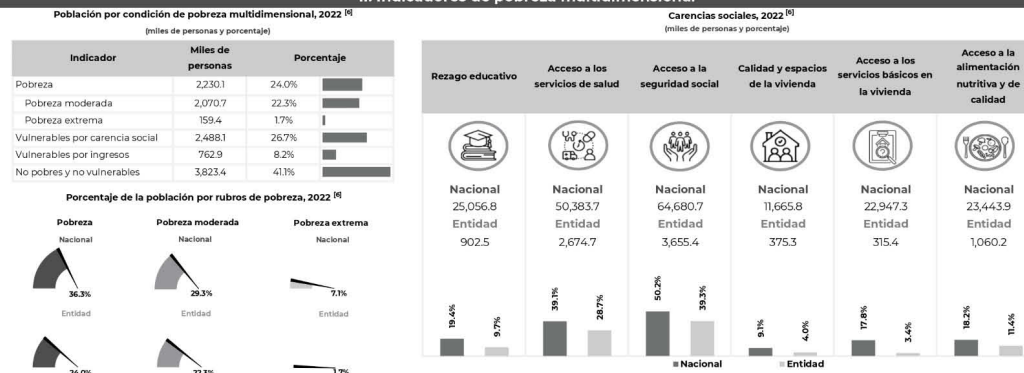 II. Indicadores de pobreza multidimensional
Población por condición de pobreza multidimensional, 2022 [6]
(miles de personas y porcentaje)
Indicador Miles de personas Porcentaje
Pobreza 2,230.1 24.0%
Pobreza moderada 2,070.7 22.3%
Pobreza extrema 159.4 1.7%
Vulnerables por carencia social 2,488.1 26.7%
Vulnerables por ingresos 762.9 8.2%
No pobres y no vulnerables 3,823.4 41.1%
Porcentaje de la población por rubros de pobreza, 2022 [6]
Pobreza Pobreza moderada Pobreza extrema
Nacional Nacional Nacional
36.3% 29.3% 7.1%
Entidad Entidad Entidad
24.0% 22.3% 1.7%
Carencias sociales, 2022 [6]
(miles de personas y porcentaje)
Rezago educativo
Acceso a los
servicios de salud
Acceso a la
seguridad social
Calidad y espacios
de la vivienda
Acceso a los
servicios básicos en
la vivienda
Acceso a la
alimentación
nutritiva y de
calidad
Nacional Nacional Nacional Nacional Nacional Nacional
25,056.8 50,383.7 64,680.7 11,665.8 22,947.3 23,443.9
Entidad Entidad Entidad Entidad Entidad Entidad
902.5 2,674.7 3,655.4 375.3 315.4 1,060.2
19.4% 9.7% 39.1% 28.7% 50.2% 39.3% 9.1% 4.0% 17.8% 3.4% 18.2% 11.4%
Nacional Entidad